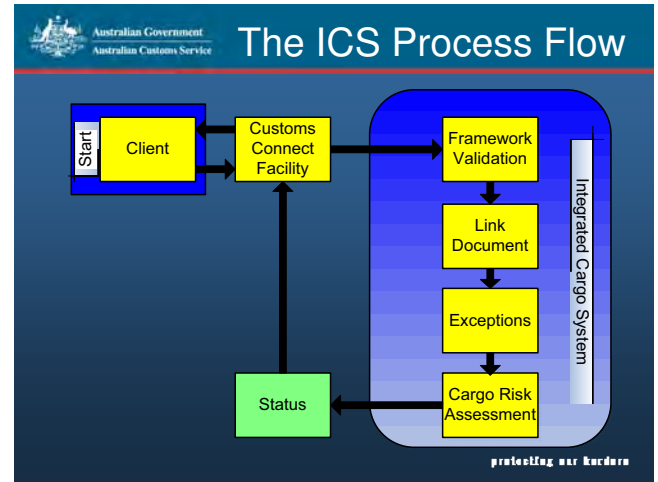 Australian Government
Australian Customs Service
The ICS Process Flow
Start
Client
Customs
Connect
Facility
Framework
Validation
Link
Document
Exceptions
Cargo Risk
Assessment
Integrated Cargo System
Status
protecting our borders